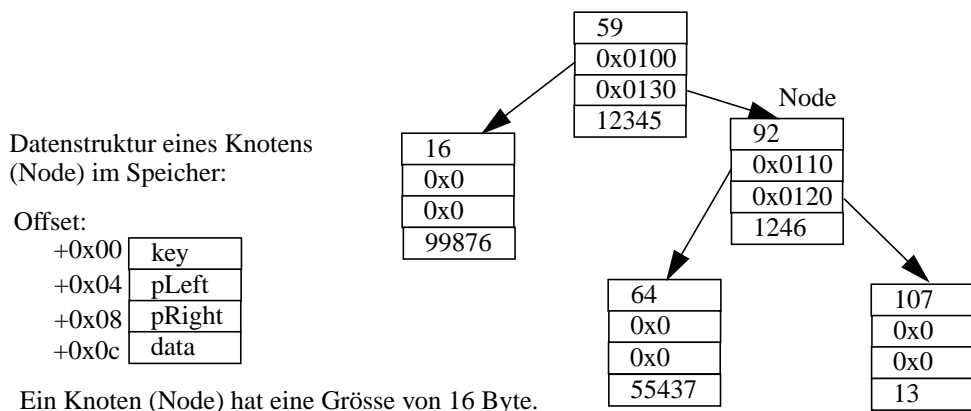 59
0x0100
0x0130
12345
Node
92
0x0110
0x0120
1246
Datenstruktur eines Knotens
(Node) im Speicher:
16
0x0
0x0
99876
Offset:
+0x00 key
+0x04 pLeft
+0x08 pRight
+0x0c data
64
0x0
0x0
55437
107
0x0
0x0
13
Ein Knoten (Node) hat eine Grösse von 16 Byte.